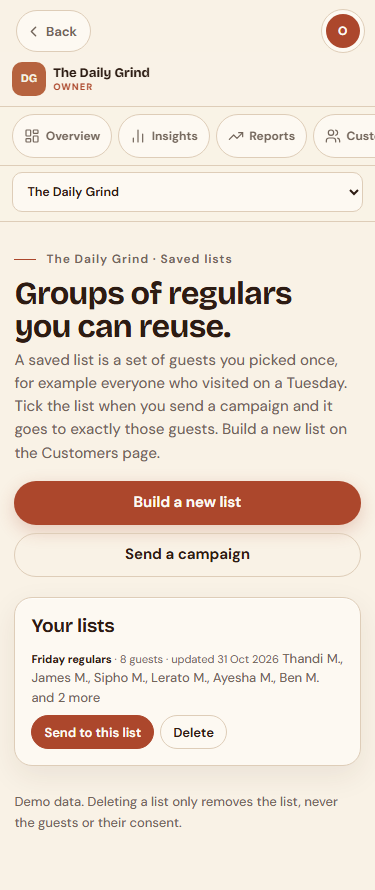 Back
O
DG
The Daily Grind
OWNER
Overview
Insights
Reports
Custo
The Daily Grind
The Daily Grind · Saved lists
Groups of regulars
you can reuse.
A saved list is a set of guests you picked once,
for example everyone who visited on a Tuesday.
Tick the list when you send a campaign and it
goes to exactly those guests. Build a new list on
the Customers page.
Build a new list
Send a campaign
Your lists
Friday regulars · 8 guests · updated 31 Oct 2026 Thandi M.,
James M., Sipho M., Lerato M., Ayesha M., Ben M.
and 2 more
Send to this list
Delete
Demo data. Deleting a list only removes the list, never
the guests or their consent.